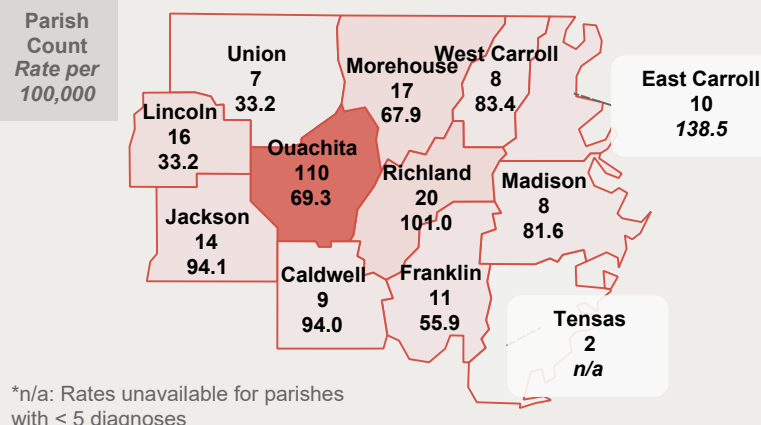 Parish
Count
Rate per
100,000
Union
7
33.2
Morehouse
17
67.9
West Carroll
8
83.4
East Carroll
10
138.5
Lincoln
16
33.2
Ouachita
110
69.3
Richland
20
101.0
Madison
8
81.6
Jackson
14
94.1
Caldwell
9
94.0
Franklin
11
55.9
Tensas
2
n/a
*n/a: Rates unavailable for parishes
with < 5 diagnoses